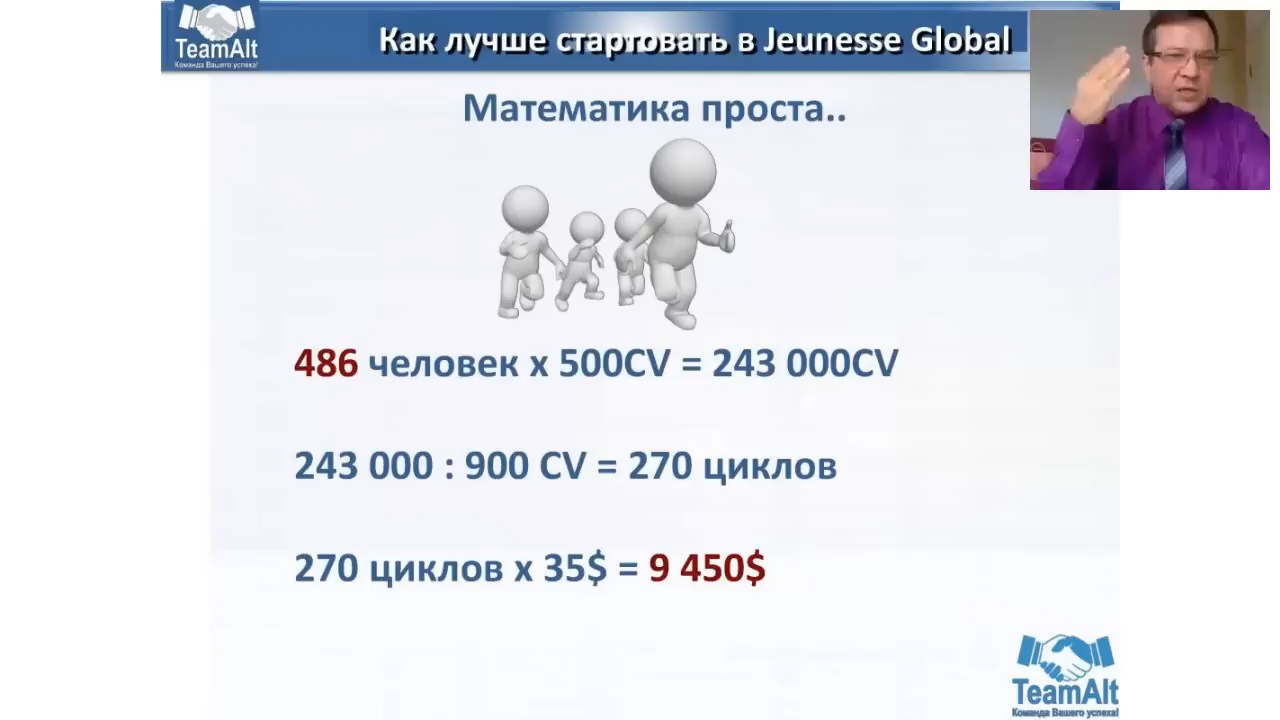 TeamAlt
Команда Вашего успеха!
Как лучше стартовать в Jeunesse Global
Математика проста..
486 человек x 500CV = 243 000CV
243 000 : 900 CV = 270 циклов
270 циклов x 35$ = 9 450$
TeamAlt
Команда Вашего успеха!